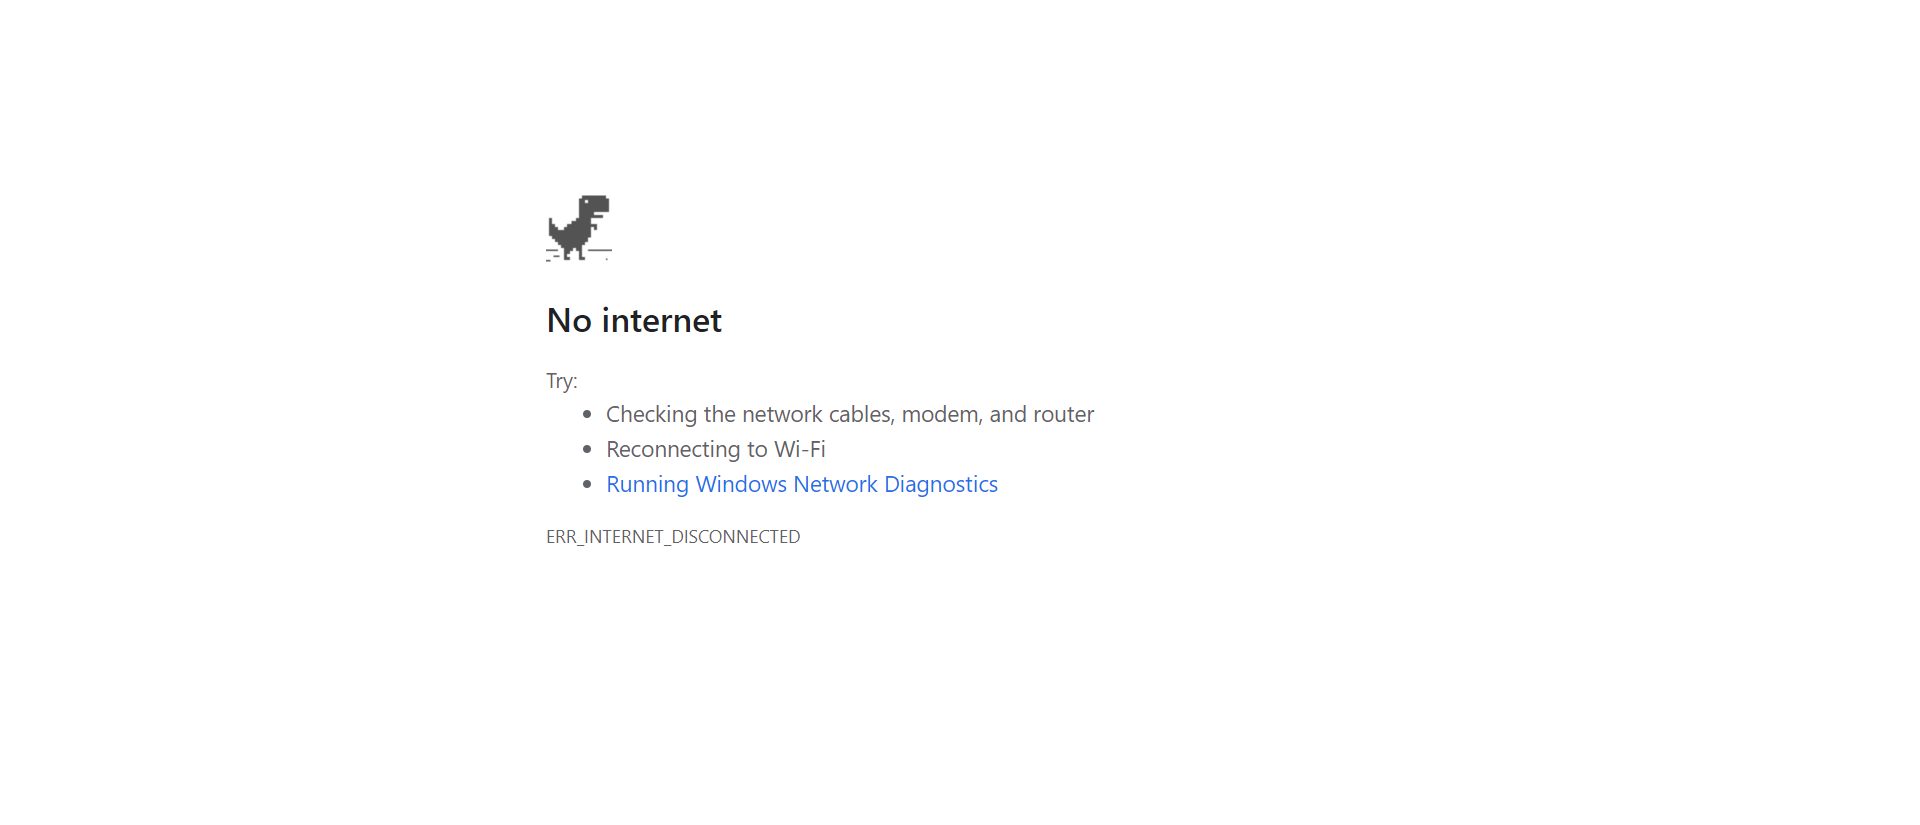 No internet
Try:
Checking the network cables, modem, and router
Reconnecting to Wi-Fi
Running Windows Network Diagnostics
ERR_INTERNET_DISCONNECTED